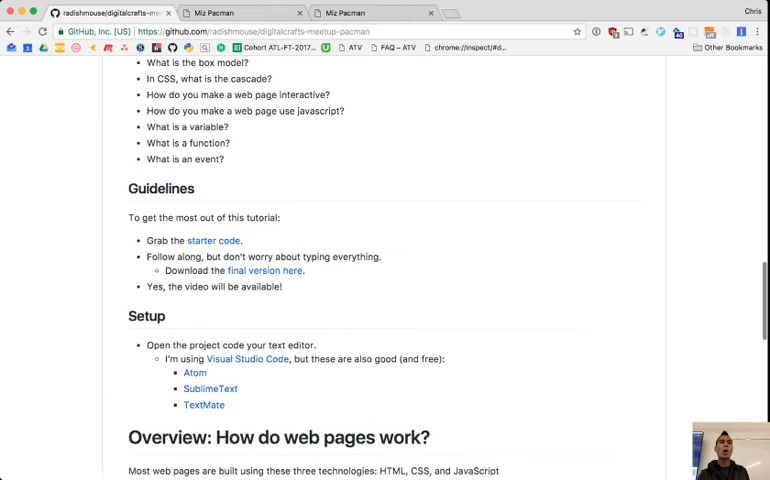 radishmouse/digitalcrafts-mee
Miz Pacman
Miz Pacman
Chris
GitHub, Inc. [US]
https://github.com/radishmouse/digitalcrafts-meetup-pacman
Cohort ATL-FT-2017...
ATV
FAQ – ATV
chrome://inspect/#d...
Other Bookmarks
What is the box model?
In CSS, what is the cascade?
How do you make a web page interactive?
How do you make a web page use javascript?
What is a variable?
What is a function?
What is an event?
Guidelines
To get the most out of this tutorial:
Grab the starter code.
Follow along, but don't worry about typing everything.
Download the final version here.
Yes, the video will be available!
Setup
Open the project code your text editor.
I'm using Visual Studio Code, but these are also good (and free):
Atom
SublimeText
TextMate
Overview: How do web pages work?
Most web pages are built using these three technologies: HTML, CSS, and JavaScript